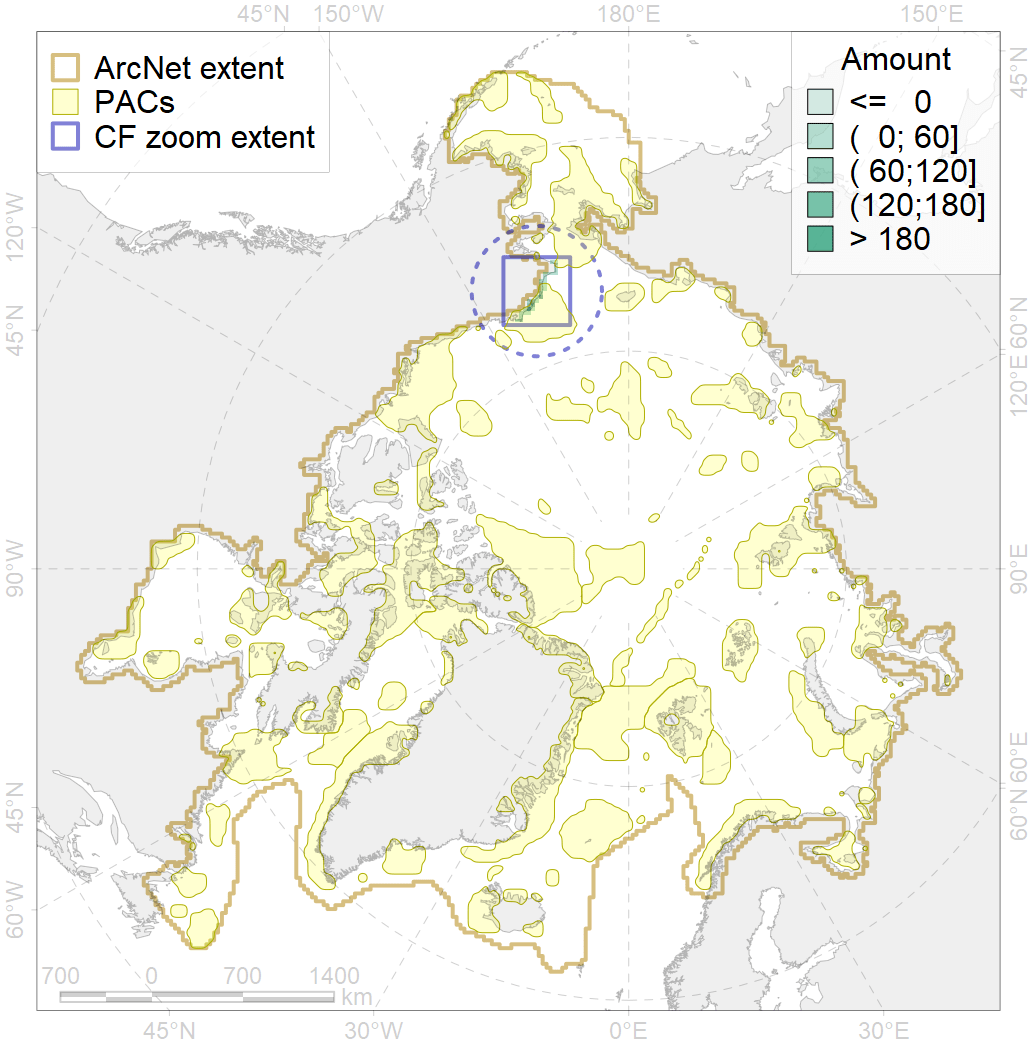 45°N 150°W 180°E 150°E
ArcNet extent
PACs
CF zoom extent
Amount
<= 0
( 0; 60]
( 60;120]
(120;180]
> 180
45°N
120°W
60°N
45°N
120°E
90°W
90°E
60°E
45°N
60°N
60°W
700 0 700 1400
km
45°N 30°W 0°E 30°E